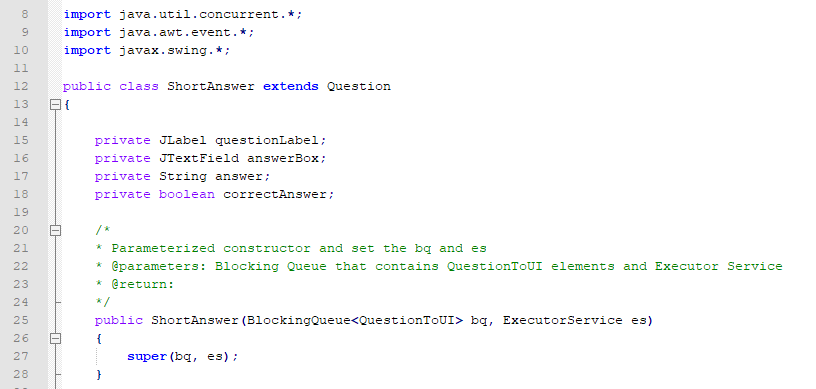 8 import java.util.concurrent.*;
9 import java.awt.event.*;
10 import javax.swing.*;
11
12 public class ShortAnswer extends Question
13 {
14
15 private JLabel questionLabel;
16 private JTextField answerBox;
17 private String answer;
18 private boolean correctAnswer;
19
20 /*
21 * Parameterized constructor and set the bq and es
22 * @parameters: Blocking Queue that contains QuestionToUI elements and Executor Service
23 * @return:
24 */
25 public ShortAnswer(BlockingQueue<QuestionToUI> bq, ExecutorService es)
26 {
27 super(bq, es);
28 }